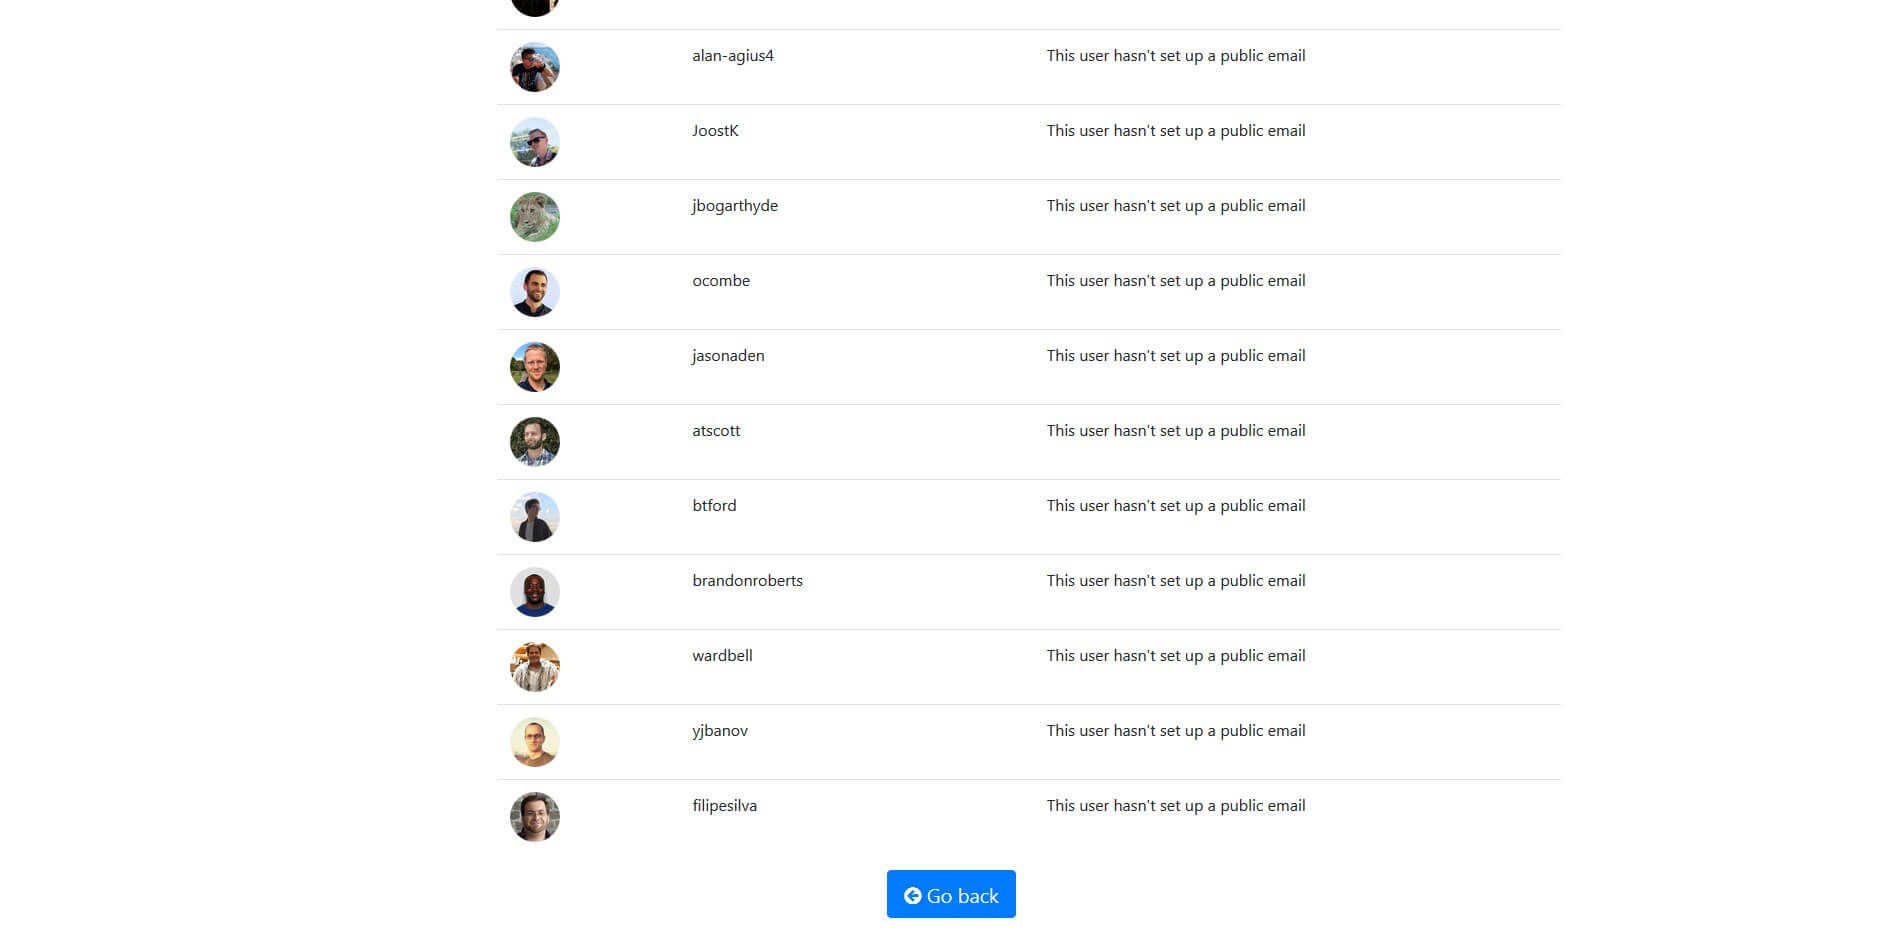 alan-agius4 This user hasn't set up a public email
JoostK This user hasn't set up a public email
jbogarthyde This user hasn't set up a public email
ocombe This user hasn't set up a public email
jasonaden This user hasn't set up a public email
atscott This user hasn't set up a public email
btford This user hasn't set up a public email
brandonroberts This user hasn't set up a public email
wardbell This user hasn't set up a public email
yjbanov This user hasn't set up a public email
filipesilva This user hasn't set up a public email
Go back